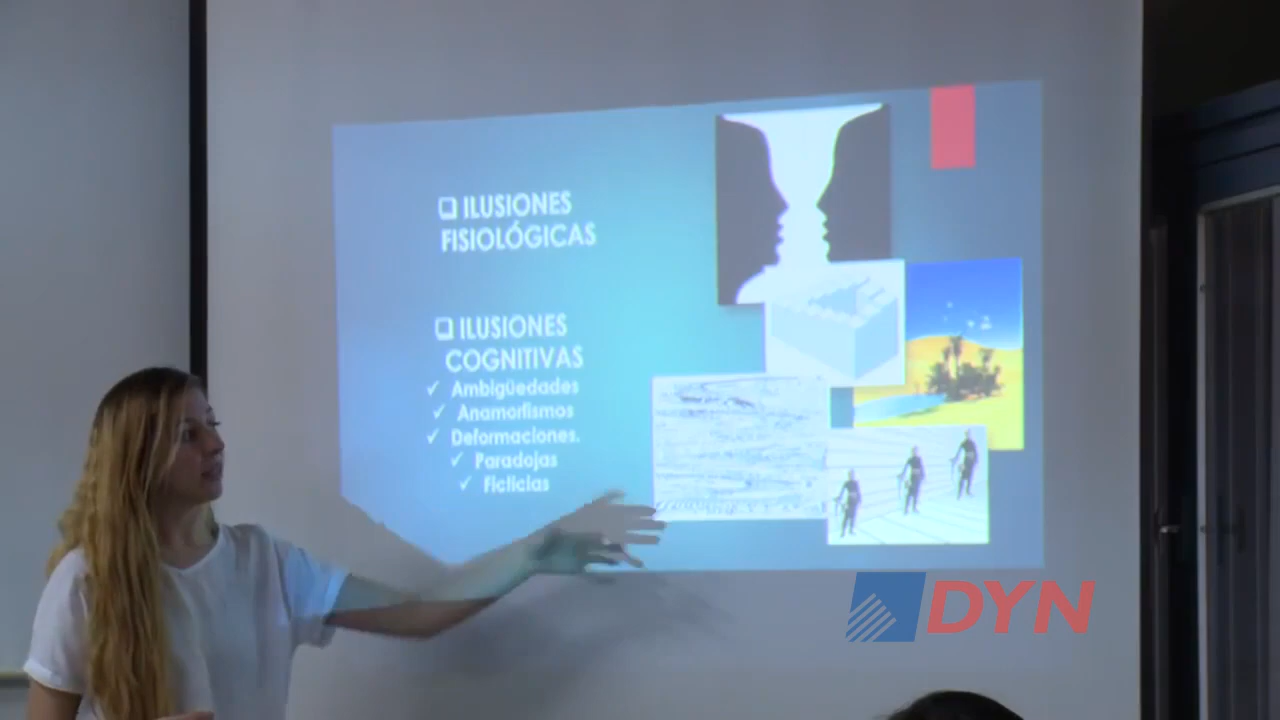 ILUSIONES
FISIOLÓGICAS
ILUSIONES
COGNITIVAS
Ambigüedades
Anamorfismos
Deformaciones.
Paradojas
Ficticias
DYN